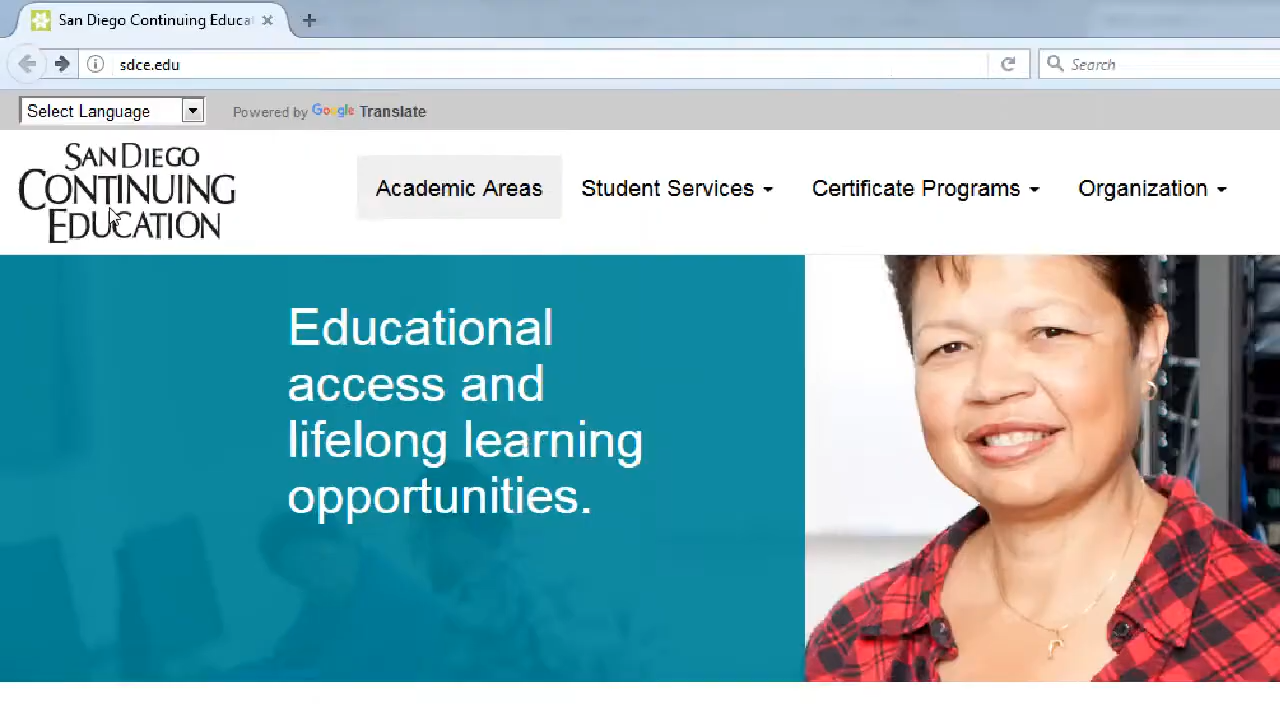 San Diego Continuing Educa
sdce.edu
Search
Select Language
Powered by Google Translate
SAN DIEGO
CONTINUING
EDUCATION
Academic Areas
Student Services
Certificate Programs
Organization
Educational
access and
lifelong learning
opportunities.